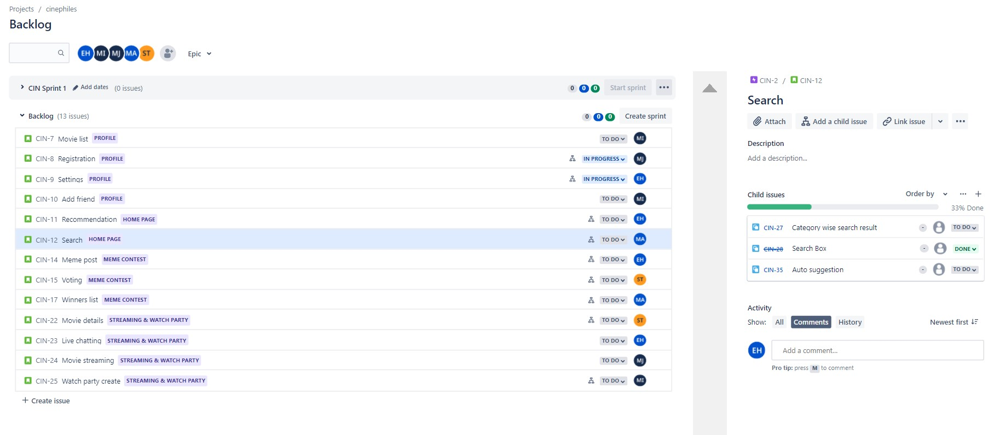 Projects / cinephiles
Backlog
EH MI MJ MA ST Epic
CIN Sprint 1 Add dates (0 issues) 0 0 0 Start sprint
Backlog (13 issues) 0 0 0 Create sprint
CIN-7 Movie list PROFILE TO DO MI
CIN-8 Registration PROFILE IN PROGRESS MJ
CIN-9 Settings PROFILE IN PROGRESS EH
CIN-10 Add friend PROFILE TO DO MI
CIN-11 Recommendation HOME PAGE TO DO EH
CIN-12 Search HOME PAGE TO DO MA
CIN-14 Meme post MEME CONTEST TO DO EH
CIN-15 Voting MEME CONTEST TO DO ST
CIN-17 Winners list MEME CONTEST TO DO MA
CIN-22 Movie details STREAMING & WATCH PARTY TO DO ST
CIN-23 Live chatting STREAMING & WATCH PARTY TO DO EH
CIN-24 Movie streaming STREAMING & WATCH PARTY TO DO MJ
CIN-25 Watch party create STREAMING & WATCH PARTY TO DO MI
+ Create issue
CIN-2 / CIN-12
Search
Attach Add a child issue Link issue
Description
Add a description...
Child issues Order by
33% Done
CIN-27 Category wise search result - TO DO
CIN-28 Search Box - DONE
CIN-35 Auto suggestion - TO DO
Activity
Show: All Comments History Newest first
EH Add a comment...
Pro tip: press M to comment